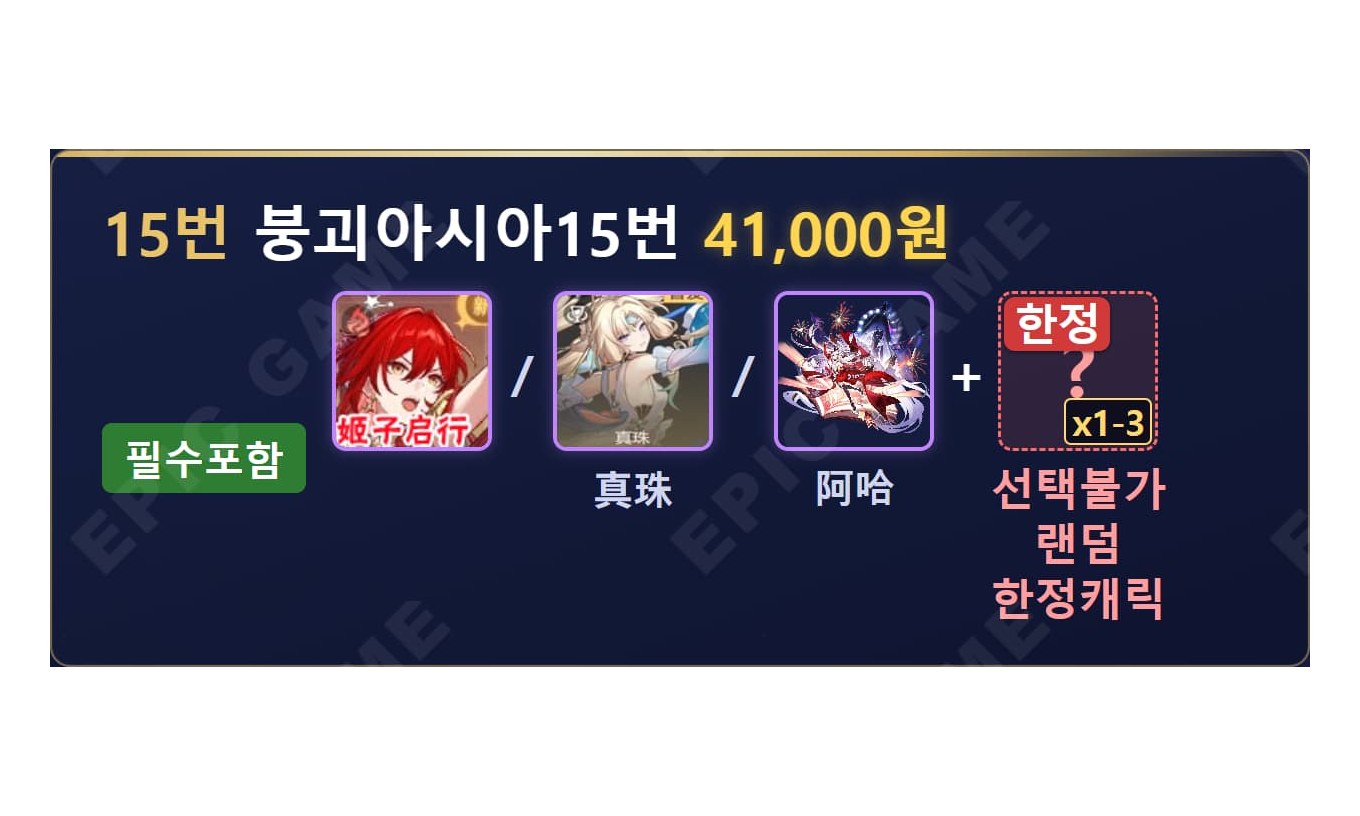 15번 붕괴아시아15번 41,000원
필수포함
姬子启行
/
真珠
真珠
/
阿哈
+
한정
?
x1-3
선택불가
랜덤
한정캐릭
EPIC GAME
EPIC GAME